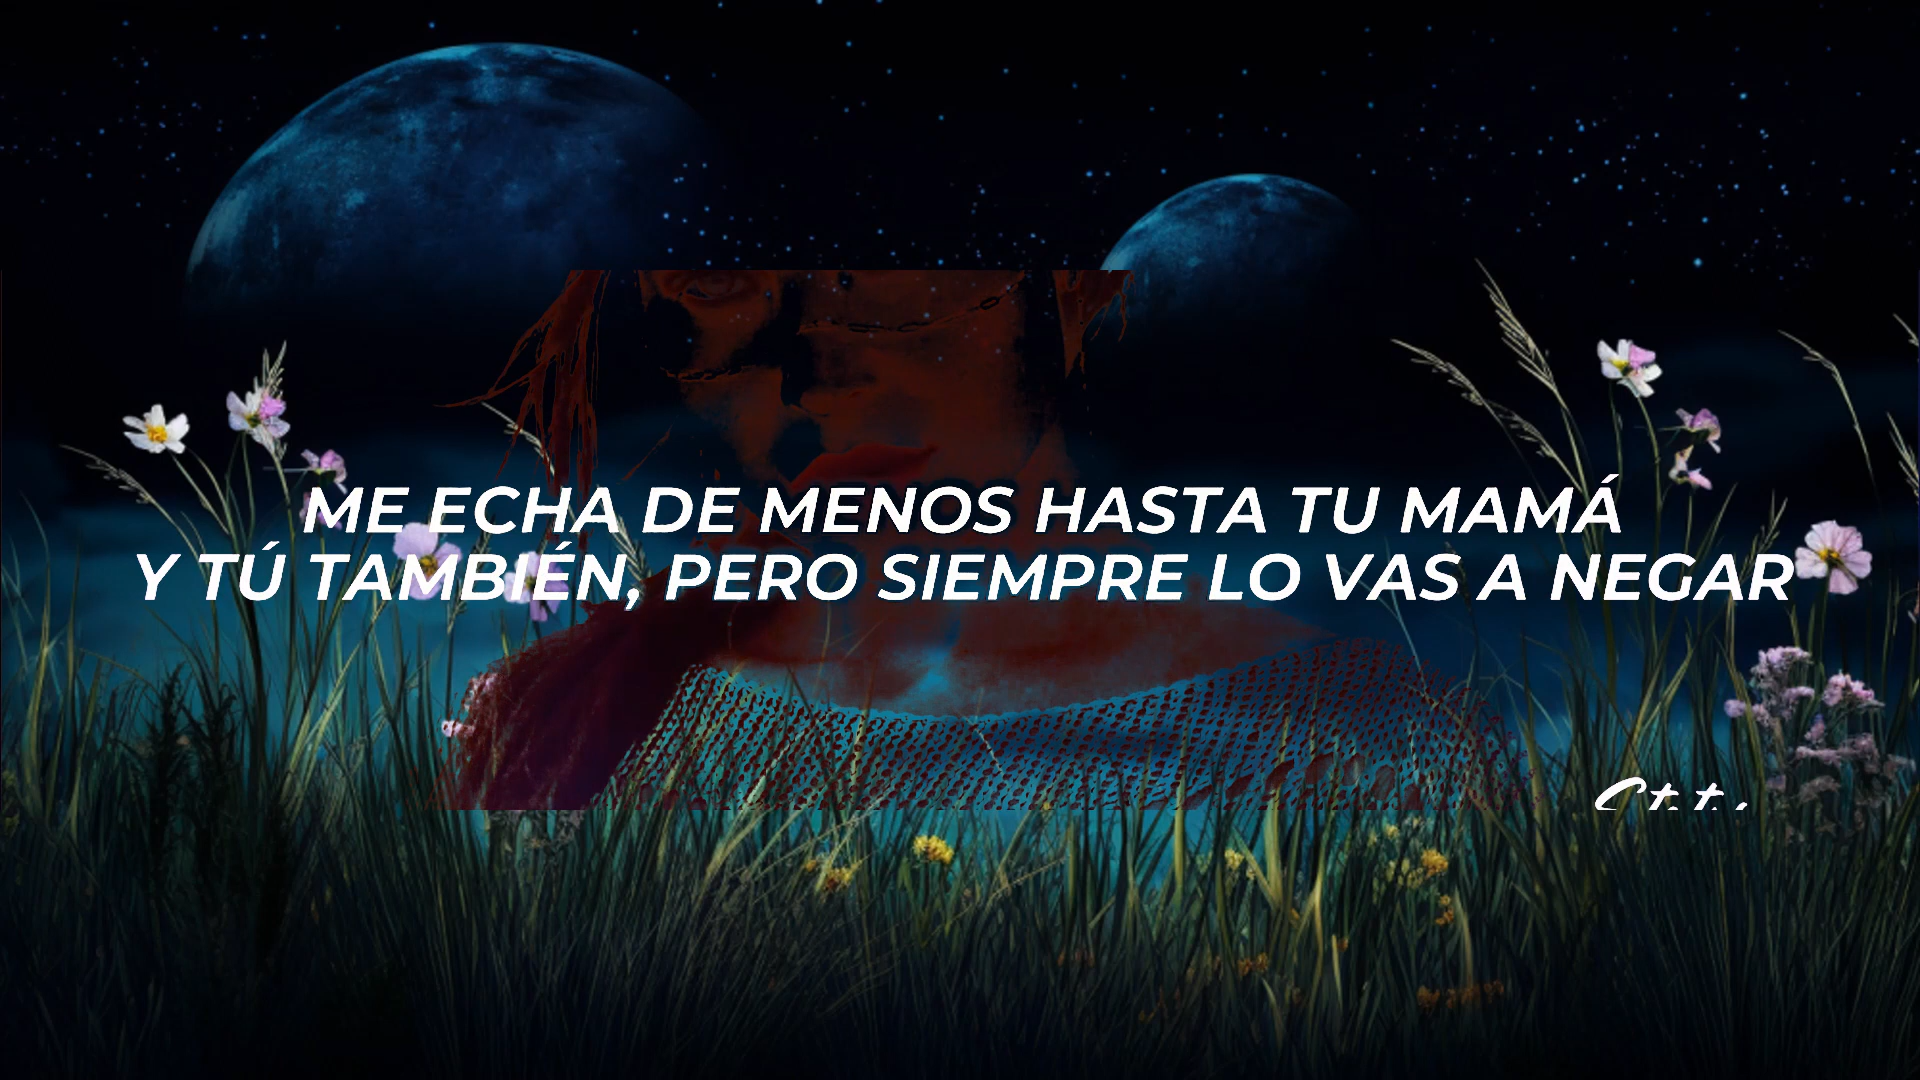 ME ECHA DE MENOS HASTA TU MAMÁ
Y TÚ TAMBIÉN, PERO SIEMPRE LO VAS A NEGAR